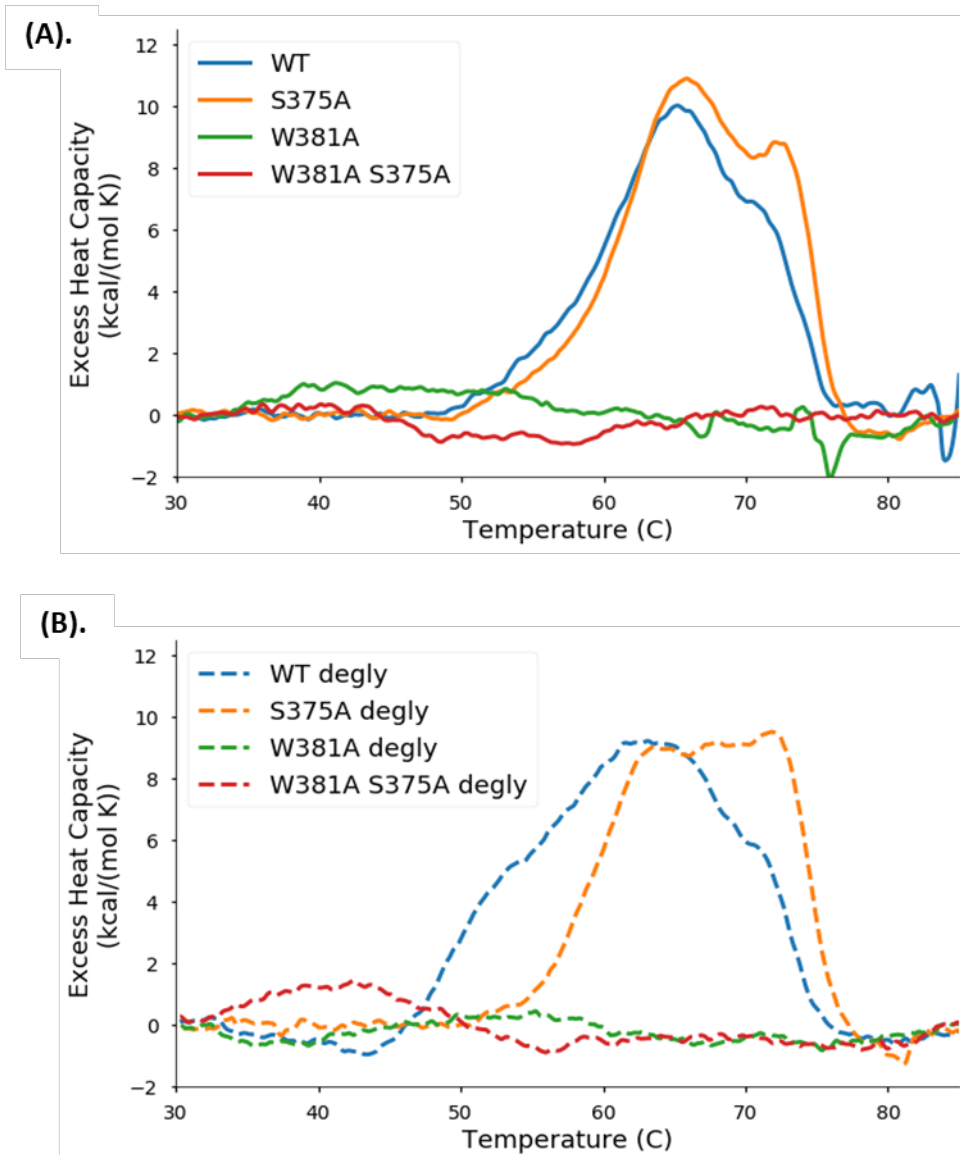 (A).
12
10
8
6
4
2
0
−2
Excess Heat Capacity
(kcal/(mol K))
WT
S375A
W381A
W381A S375A
30
40
50
60
70
80
Temperature (C)
(B).
12
10
8
6
4
2
0
−2
Excess Heat Capacity
(kcal/(mol K))
WT degly
S375A degly
W381A degly
W381A S375A degly
30
40
50
60
70
80
Temperature (C)